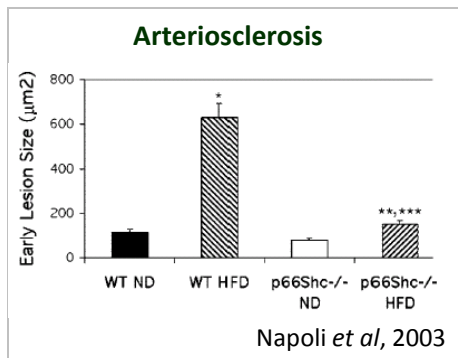 Arteriosclerosis
Early Lesion Size (μm2)
800
600
400
200
0
*
**,***
WT ND
WT HFD
p66Shc-/-
ND
p66Shc-/-
HFD
Napoli et al, 2003